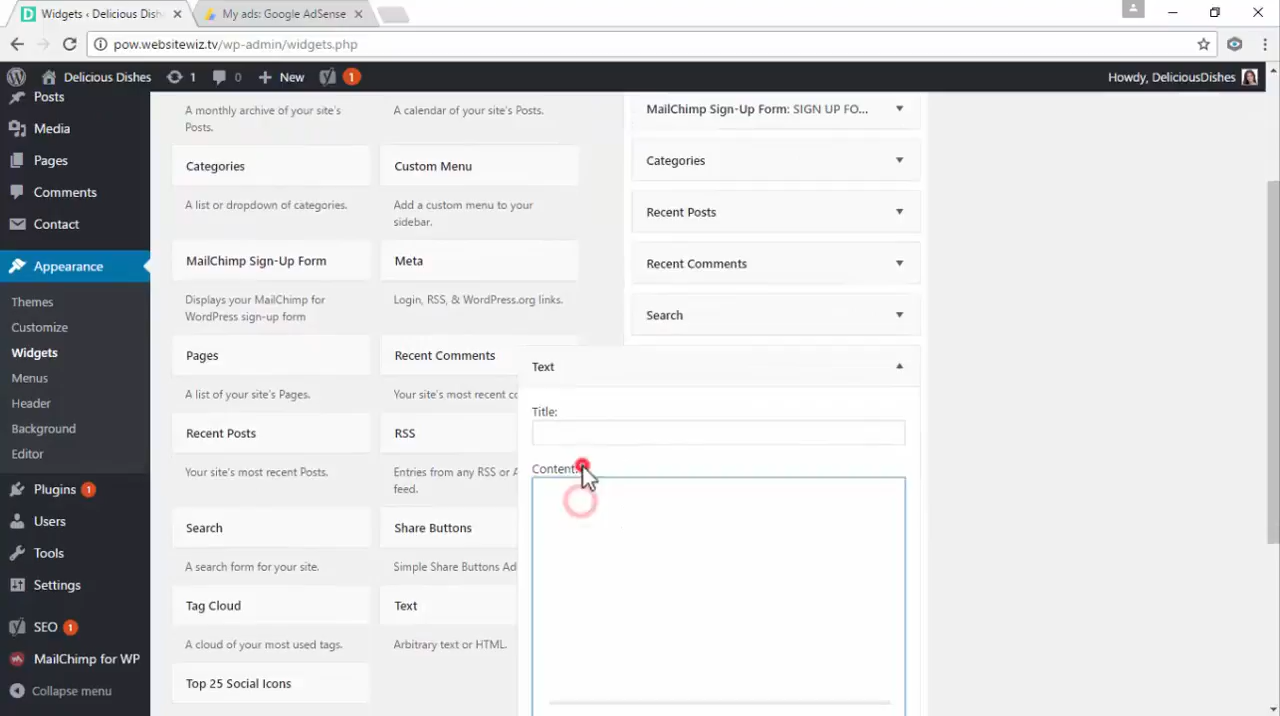 Widgets ‹ Delicious Dish
My ads: Google AdSense
pow.websitewiz.tv/wp-admin/widgets.php
Delicious Dishes
1
0
New
1
Howdy, DeliciousDishes
Posts
Media
Pages
Comments
Contact
Appearance
Themes
Customize
Widgets
Menus
Header
Background
Editor
Plugins 1
Users
Tools
Settings
SEO 1
MailChimp for WP
Collapse menu
A monthly archive of your site's
Posts.
A calendar of your site's Posts.
Categories
Custom Menu
A list or dropdown of categories.
Add a custom menu to your
sidebar.
MailChimp Sign-Up Form
Meta
Displays your MailChimp for
WordPress sign-up form
Login, RSS, & WordPress.org links.
Pages
Recent Comments
A list of your site's Pages.
Your site's most recent c
Recent Posts
RSS
Your site's most recent Posts.
Entries from any RSS or A
feed.
Search
Share Buttons
A search form for your site.
Simple Share Buttons Ad
Tag Cloud
Text
A cloud of your most used tags.
Arbitrary text or HTML.
Top 25 Social Icons
MailChimp Sign-Up Form: SIGN UP FO...
Categories
Recent Posts
Recent Comments
Search
Text
Title:
Content: